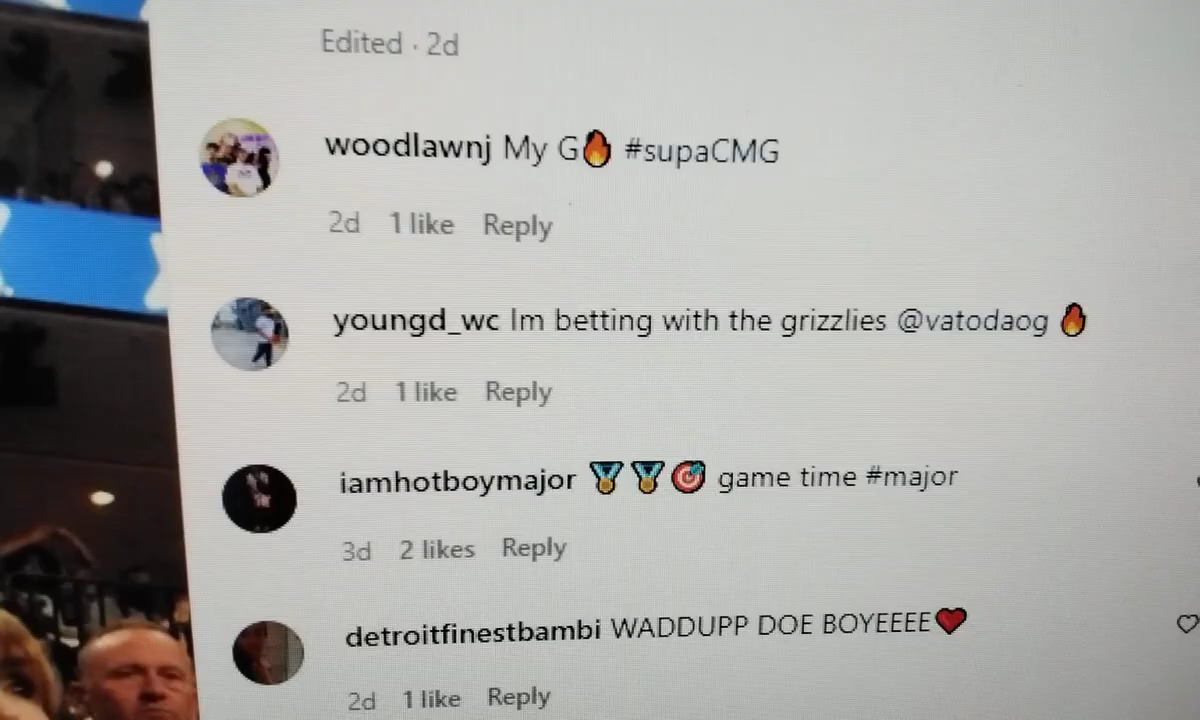 Edited · 2d
woodlawnj My G🔥 #supaCMG
2d 1 like Reply
youngd_wc Im betting with the grizzlies @vatodaog 🔥
2d 1 like Reply
iamhotboymajor 🏅🏅🎯 game time #major
3d 2 likes Reply
detroitfinestbambi WADDUPP DOE BOYEEEE❤️
2d 1 like Reply